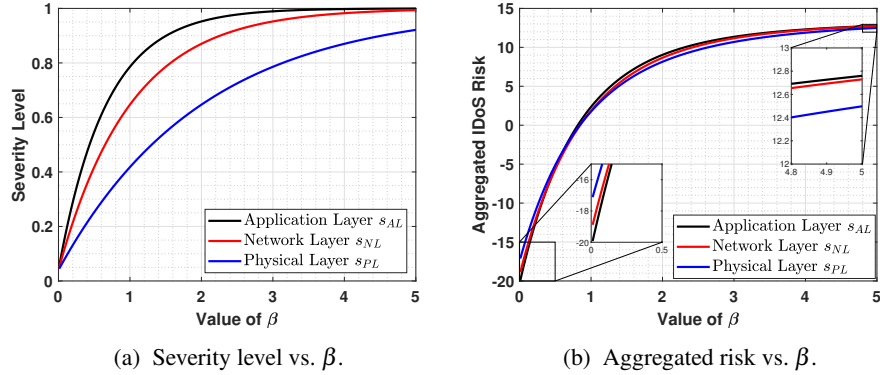 1
0.8
0.6
0.4
0.2
0
0 1 2 3 4 5
Severity Level
Value of β
Application Layer s_AL
Network Layer s_NL
Physical Layer s_PL
(a) Severity level vs. β.
15
10
5
0
-5
-10
-15
-20
0 1 2 3 4 5
Aggregated IDoS Risk
Value of β
13
12.8
12.6
12.4
12.2
12
4.8 4.9 5
-16
-18
-20
0 0.5
Application Layer s_AL
Network Layer s_NL
Physical Layer s_PL
(b) Aggregated risk vs. β.